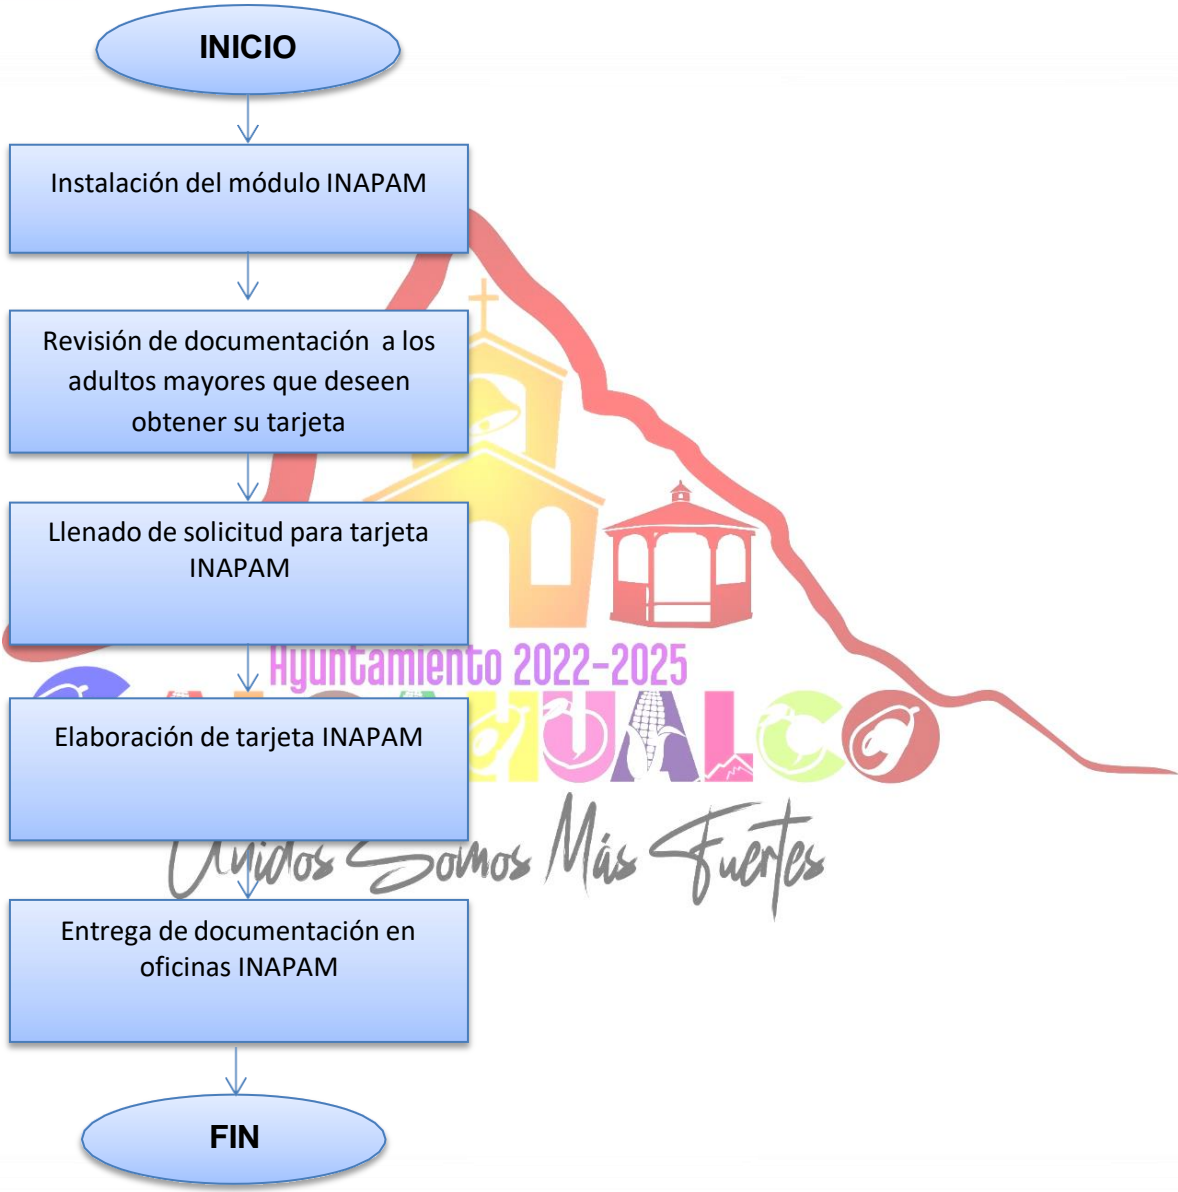 INICIO
Instalación del módulo INAPAM
Revisión de documentación a los
adultos mayores que deseen
obtener su tarjeta
Llenado de solicitud para tarjeta
INAPAM
Ayuntamiento 2022-2025
Elaboración de tarjeta INAPAM
Unidos Somos Más Fuertes
Entrega de documentación en
oficinas INAPAM
FIN